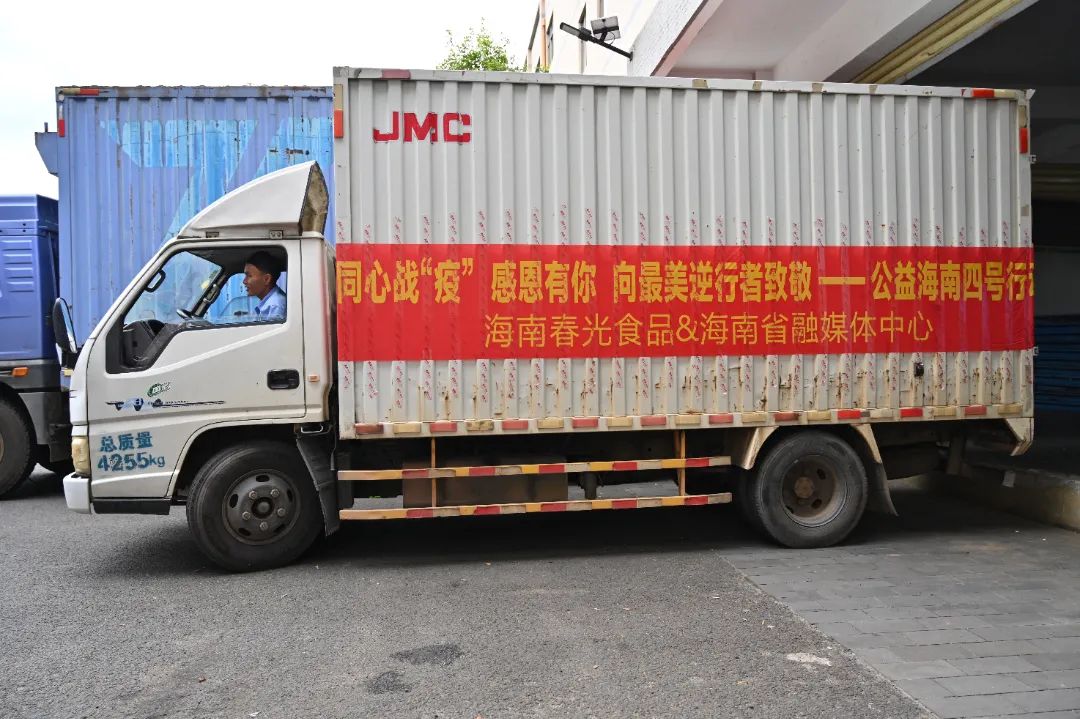 JMC
同心战“疫” 感恩有你 向最美逆行者致敬 — 公益海南四号行
海南春光食品&海南省融媒体中心
总质量
4255kg